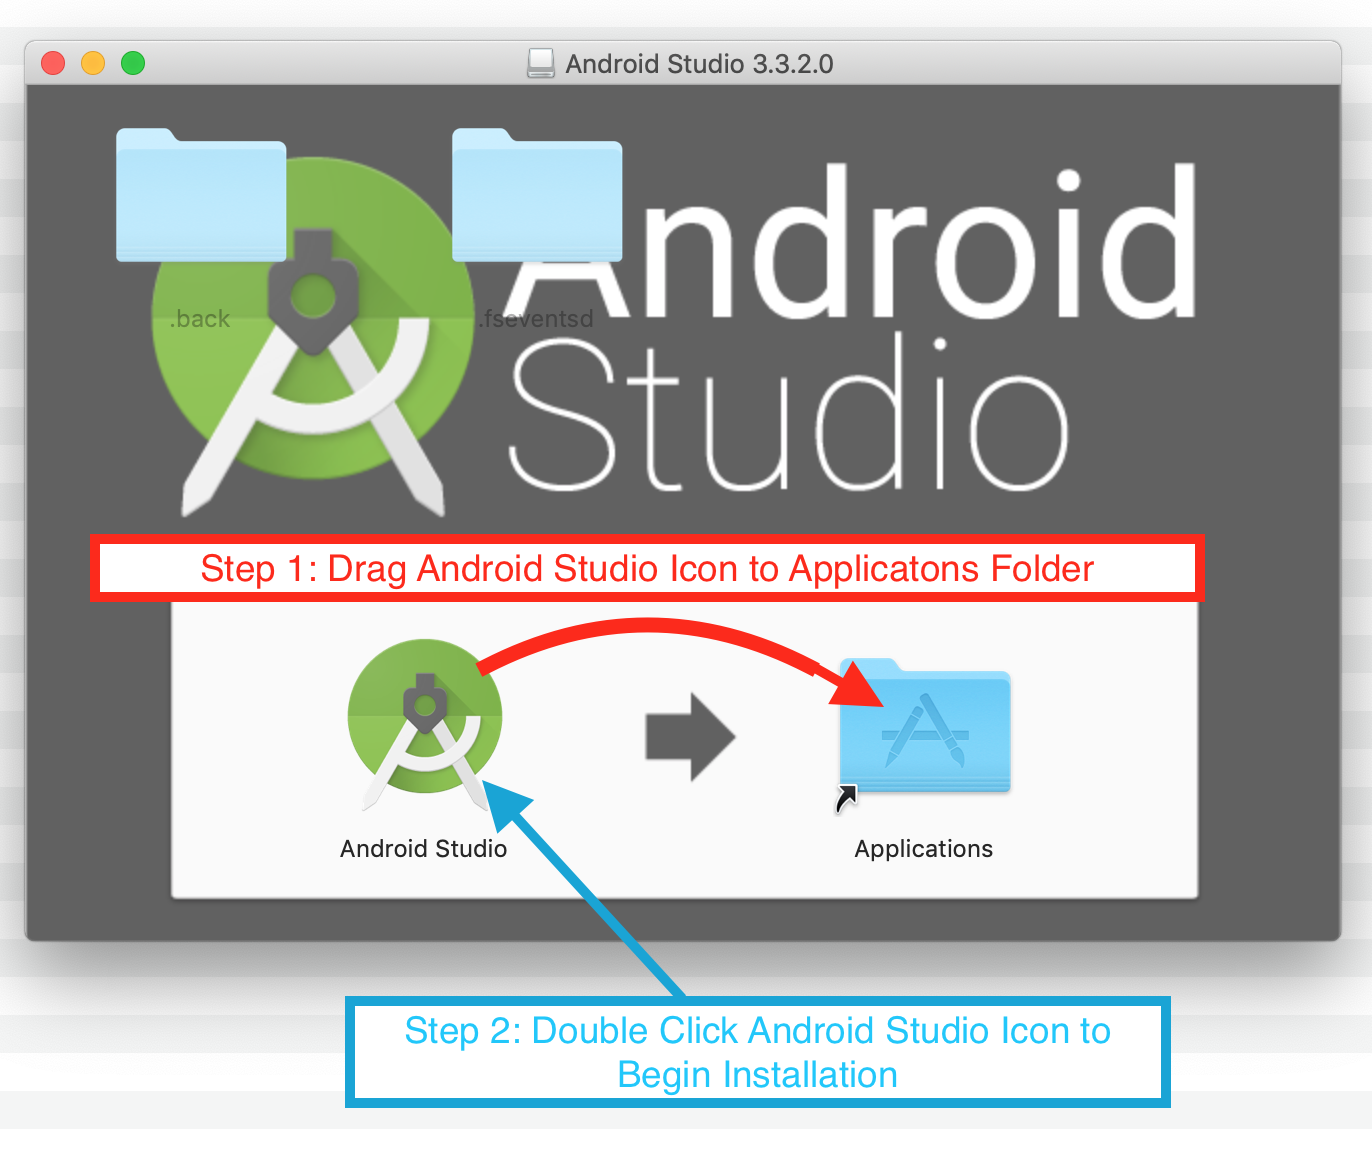 Android Studio 3.3.2.0
Android
Studio
.back
.fseventsd
Step 1: Drag Android Studio Icon to Applicatons Folder
Android Studio
Applications
Step 2: Double Click Android Studio Icon to
Begin Installation